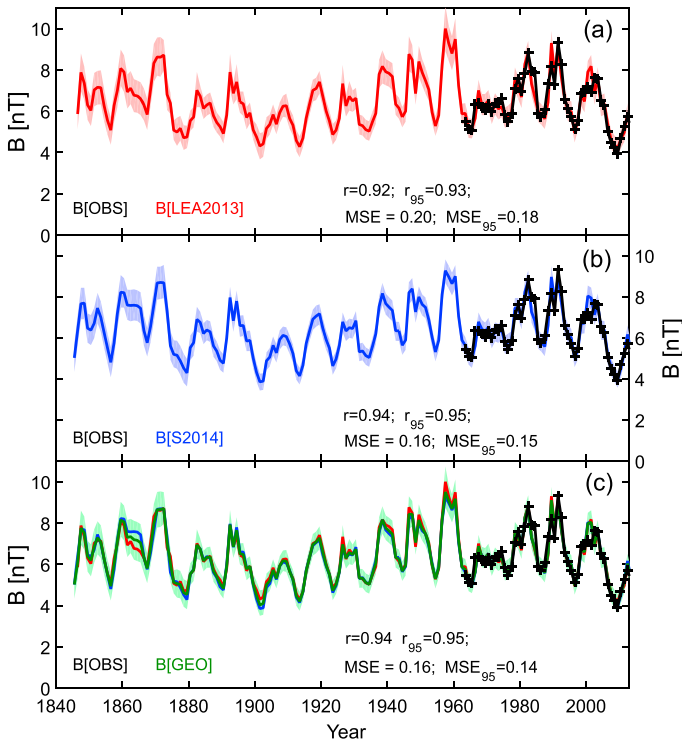 (a)
10
8
6
4
2
0
B [nT]
r=0.92; r95=0.93;
B[OBS] B[LEA2013]
MSE = 0.20; MSE95=0.18
(b)
10
8
6
4
2
0
B [nT]
r=0.94; r95=0.95;
B[OBS] B[S2014]
MSE = 0.16; MSE95=0.15
(c)
10
8
6
4
2
0
B [nT]
r=0.94 r95=0.95;
B[OBS] B[GEO]
MSE = 0.16; MSE95=0.14
1840 1860 1880 1900 1920 1940 1960 1980 2000
Year